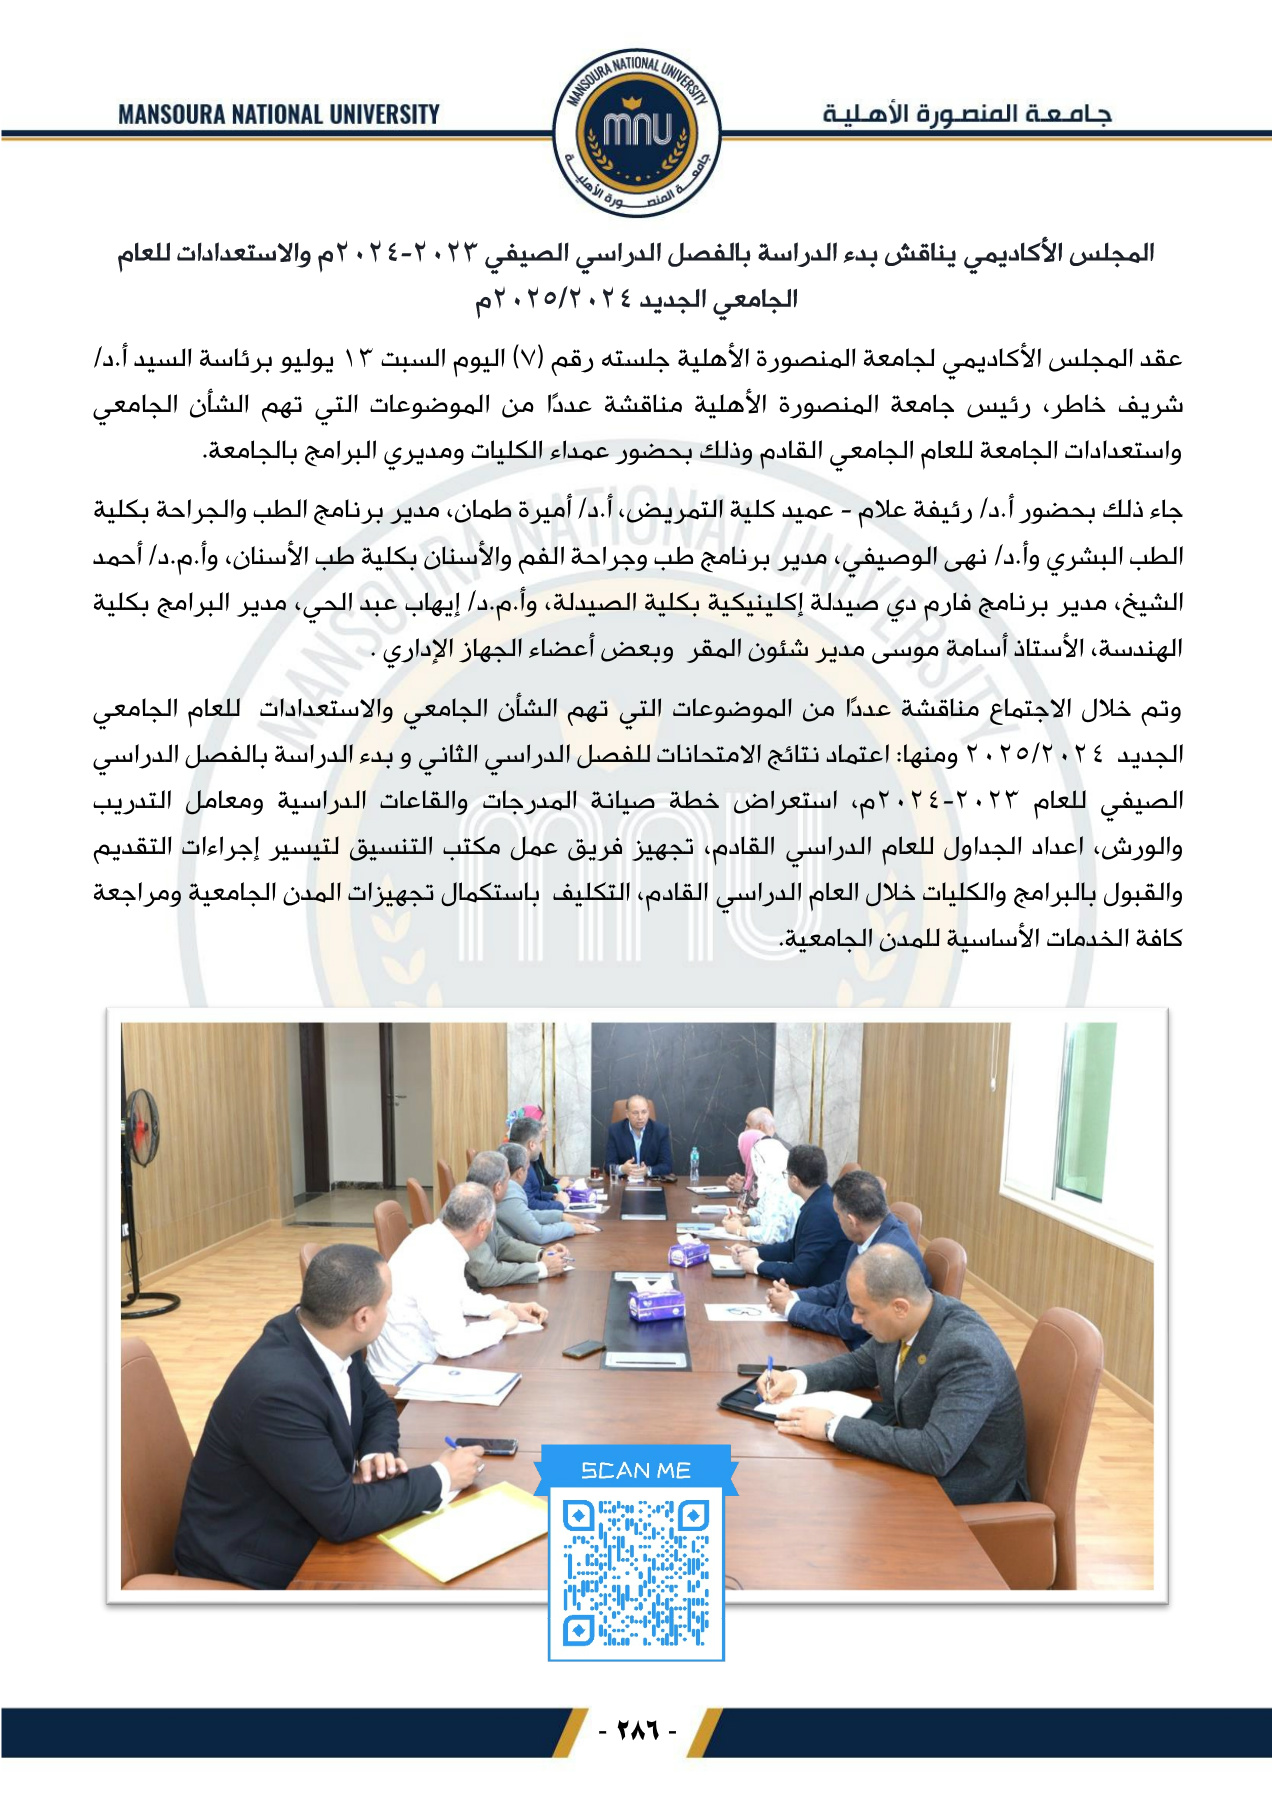 MANSOURA NATIONAL UNIVERSITY
جـامـعـة المنصـورة الأهـليـة
MANSOURA NATIONAL UNIVERSITY
mnu
جامعـــة المنصـــورة الأهليـــة
المجلس الأكاديمي يناقش بدء الدراسة بالفصل الدراسي الصيفي ٢٠٢٣-٢٠٢٤م والاستعدادات للعام
الجامعي الجديد ٢٠٢٥/٢٠٢٤م
عقد المجلس الأكاديمي لجامعة المنصورة الأهلية جلسته رقم (٧) اليوم السبت ١٣ يوليو برئاسة السيد أ.د/
شريف خاطر، رئيس جامعة المنصورة الأهلية مناقشة عددًا من الموضوعات التي تهم الشأن الجامعي
واستعدادات الجامعة للعام الجامعي القادم وذلك بحضور عمداء الكليات ومديري البرامج بالجامعة.
جاء ذلك بحضور أ.د/ رئيفة علام - عميد كلية التمريض، أ.د/ أميرة طمان، مدير برنامج الطب والجراحة بكلية
الطب البشري وأ.د/ نهى الوصيفي، مدير برنامج طب وجراحة الفم والأسنان بكلية طب الأسنان، وأ.م.د/ أحمد
الشيخ، مدير برنامج فارم دي صيدلة إكلينيكية بكلية الصيدلة، وأ.م.د/ إيهاب عبد الحي، مدير البرامج بكلية
الهندسة، الأستاذ أسامة موسى مدير شئون المقر وبعض أعضاء الجهاز الإداري .
وتم خلال الاجتماع مناقشة عددًا من الموضوعات التي تهم الشأن الجامعي والاستعدادات للعام الجامعي
الجديد ٢٠٢٥/٢٠٢٤ ومنها: اعتماد نتائج الامتحانات للفصل الدراسي الثاني و بدء الدراسة بالفصل الدراسي
الصيفي للعام ٢٠٢٣-٢٠٢٤م، استعراض خطة صيانة المدرجات والقاعات الدراسية ومعامل التدريب
والورش، اعداد الجداول للعام الدراسي القادم، تجهيز فريق عمل مكتب التنسيق لتيسير إجراءات التقديم
والقبول بالبرامج والكليات خلال العام الدراسي القادم، التكليف باستكمال تجهيزات المدن الجامعية ومراجعة
كافة الخدمات الأساسية للمدن الجامعية.
SCAN ME
- ٢٨٦ -